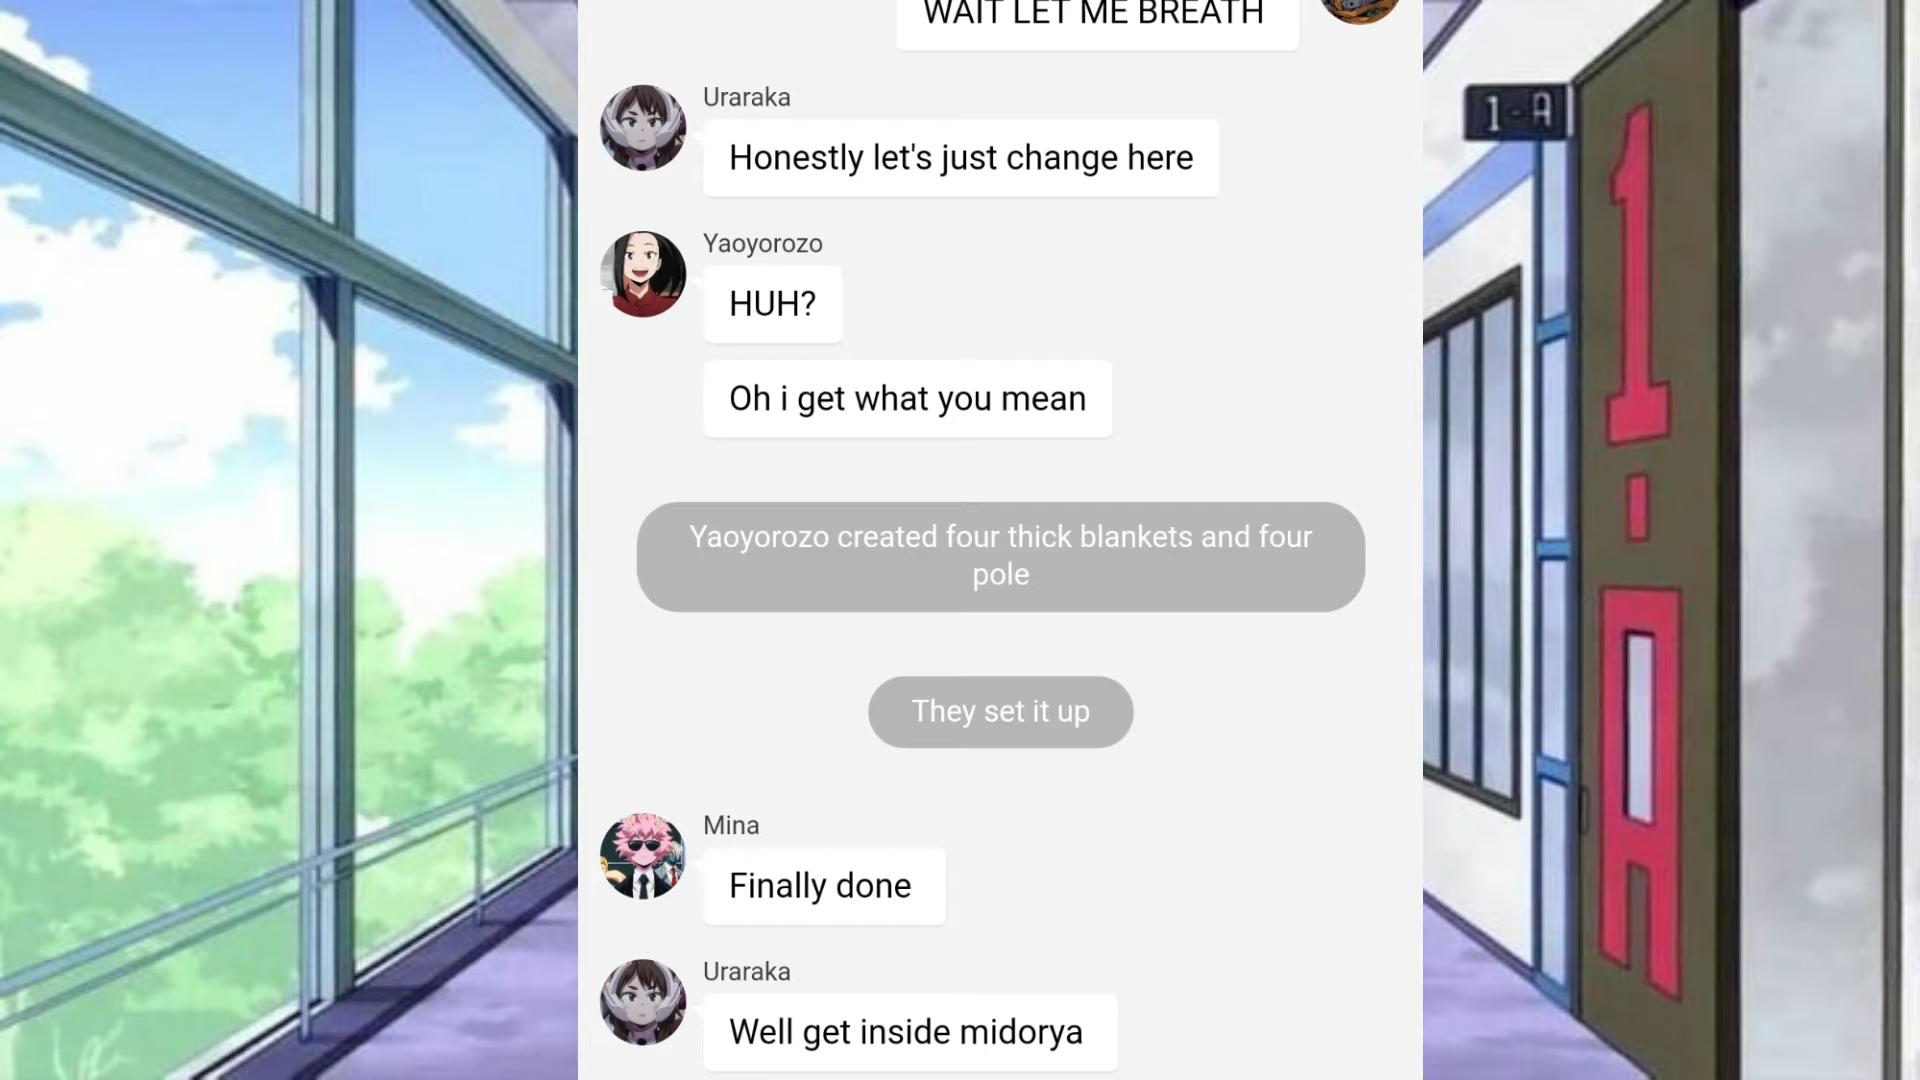 WAIT LET ME BREATH
Uraraka
Honestly let's just change here
Yaoyorozo
HUH?
Oh i get what you mean
Yaoyorozo created four thick blankets and four
pole
They set it up
Mina
Finally done
Uraraka
Well get inside midorya
1-A
1-A